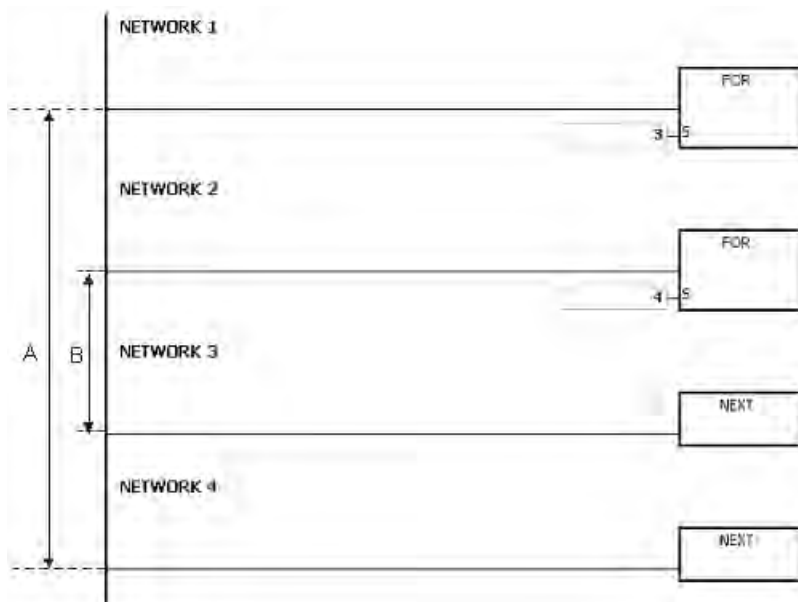 NETWORK 1
FOR
3 S
NETWORK 2
FOR
4 S
A
B
NETWORK 3
NEXT
NETWORK 4
NEXT